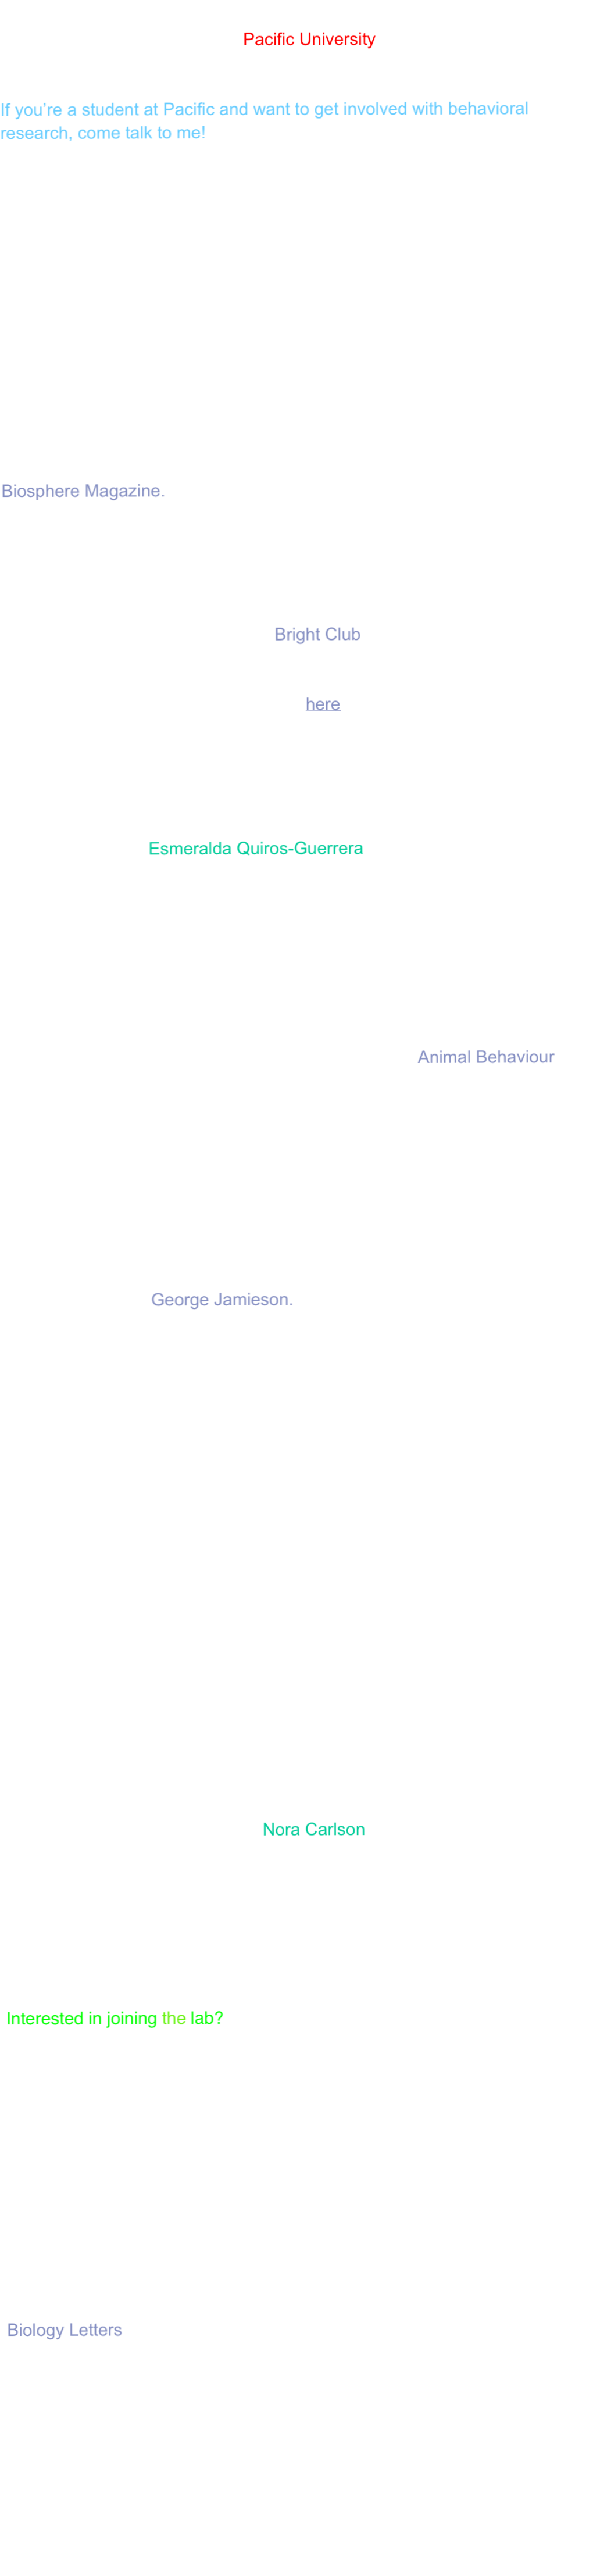 Pacific University
If you’re a student at Pacific and want to get involved with behavioral
research, come talk to me!
Biosphere Magazine.
Bright Club
here
Esmeralda Quiros-Guerrera
Animal Behaviour
George Jamieson.
Nora Carlson
Interested in joining the lab?
Biology Letters